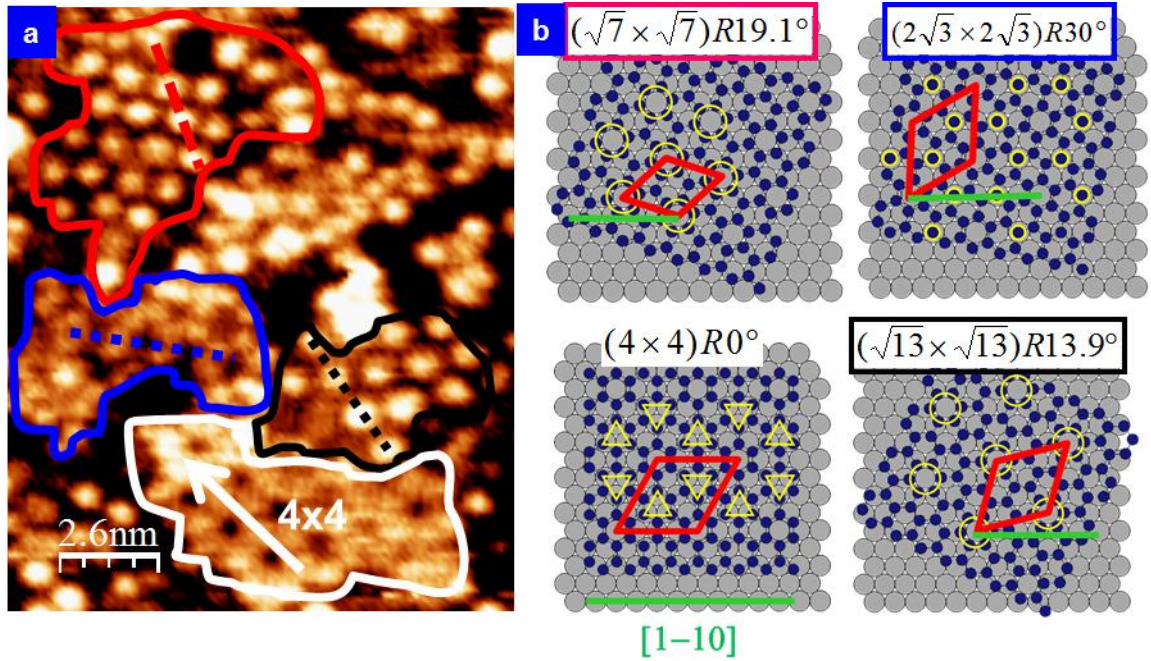 a
4x4
2.6nm
b
(√7 × √7)R19.1°
(2√3 × 2√3)R30°
(4 × 4)R0°
(√13 × √13)R13.9°
[1−10]